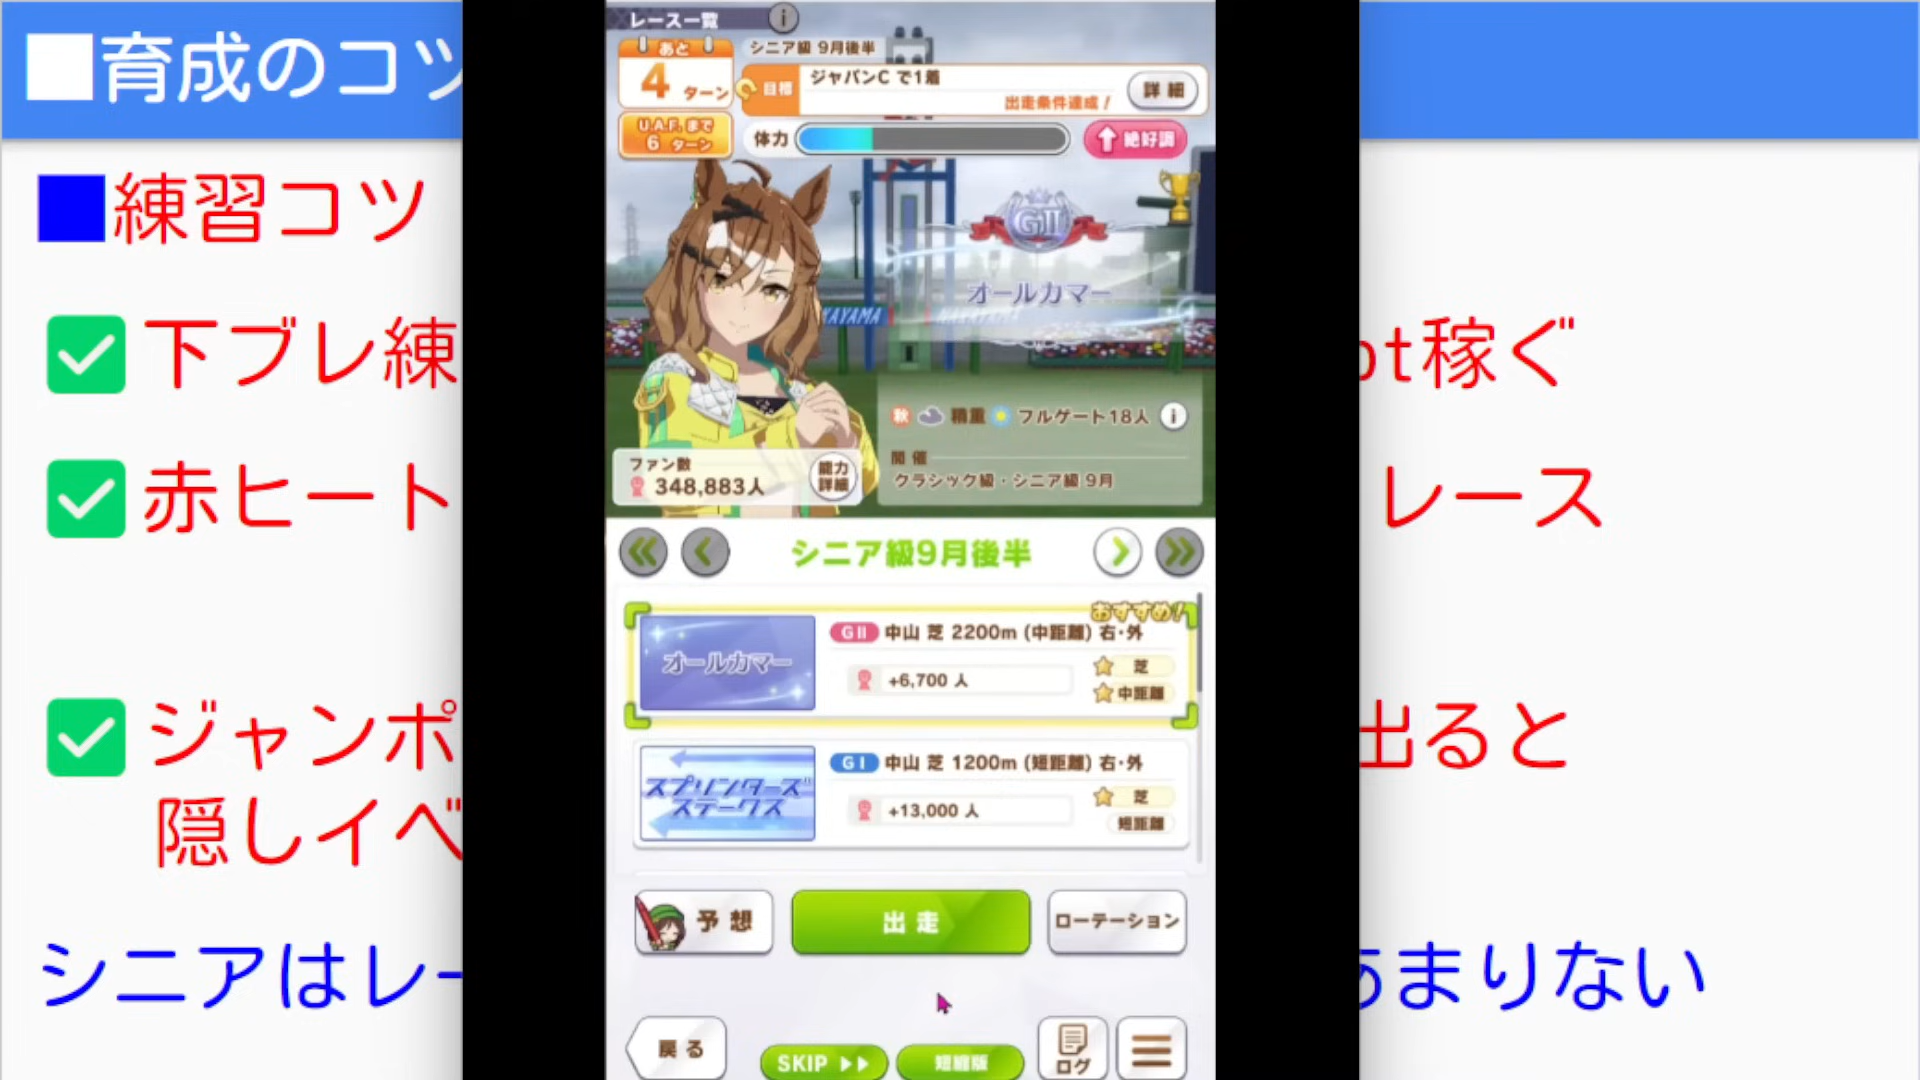 ■育成のコツ
■練習コツ
下ブレ練
pt稼ぐ
赤ヒート
レース
ジャンポ
出ると
隠しイベ
シニアはレー
あまりない
レース一覧
あと
4ターン
シニア級 9月後半
目標
ジャパンC で1着
出走条件達成!
詳細
U.A.F.まで
6 ターン
体力
絶好調
GII
オールカマー
NAKAYAMA
秋 稍重 フルゲート18人
開催
クラシック級・シニア級 9月
ファン数
348,883人
能力
詳細
シニア級9月後半
おすすめ!
オールカマー
GII 中山 芝 2200m (中距離) 右・外
+6,700 人
芝
中距離
スプリンターズ
ステークス
GI 中山 芝 1200m (短距離) 右・外
+13,000 人
芝
短距離
予想
出走
ローテーション
戻る
SKIP
短縮版
ログ